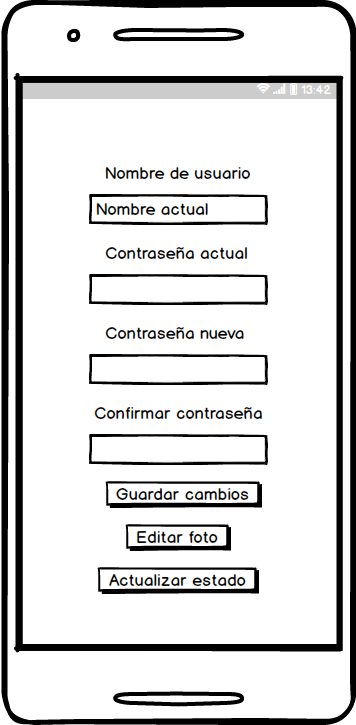 13:42
Nombre de usuario
Nombre actual
Contraseña actual
Contraseña nueva
Confirmar contraseña
Guardar cambios
Editar foto
Actualizar estado